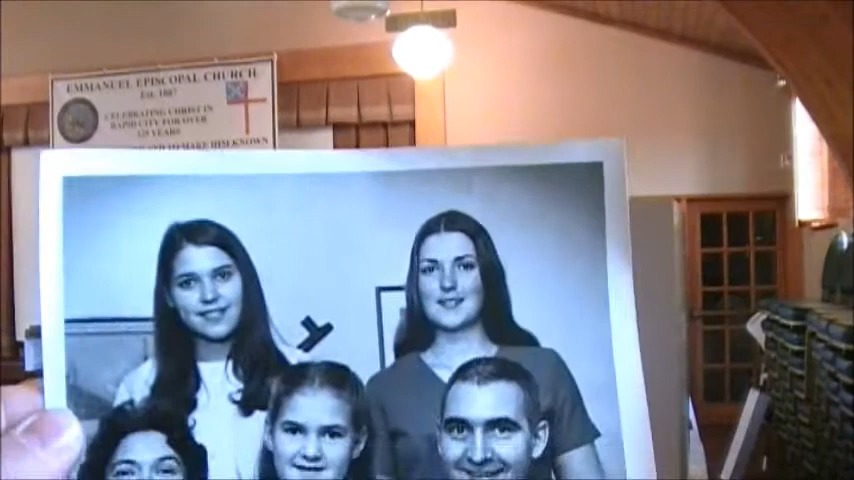 EMMANUEL EPISCOPAL CHURCH
Est. 1887
CELEBRATING CHRIST IN
RAPID CITY FOR OVER
125 YEARS
TO MAKE HIM KNOWN